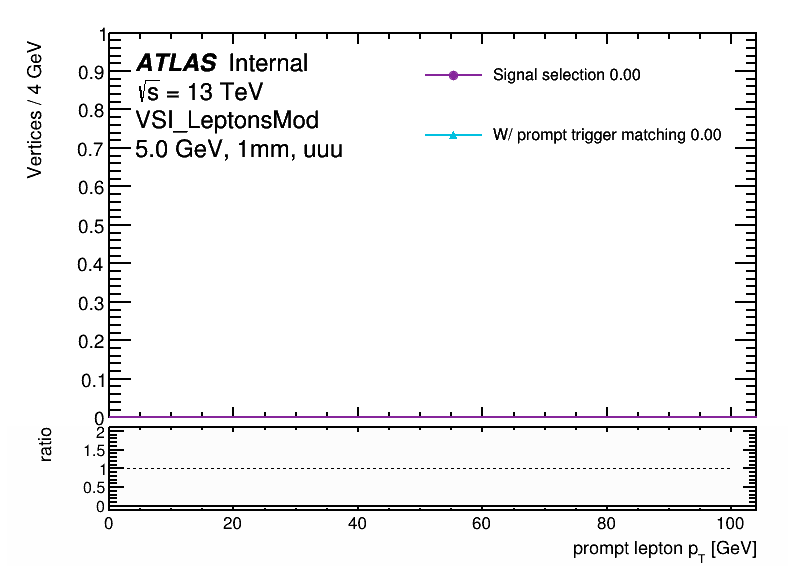 Vertices / 4 GeV
1
0.9
0.8
0.7
0.6
0.5
0.4
0.3
0.2
0.1
0
ATLAS Internal
√s = 13 TeV
VSI_LeptonsMod
5.0 GeV, 1mm, uuu
Signal selection 0.00
W/ prompt trigger matching 0.00
ratio
2
1.5
1
0.5
0
0 20 40 60 80 100
prompt lepton p_T [GeV]